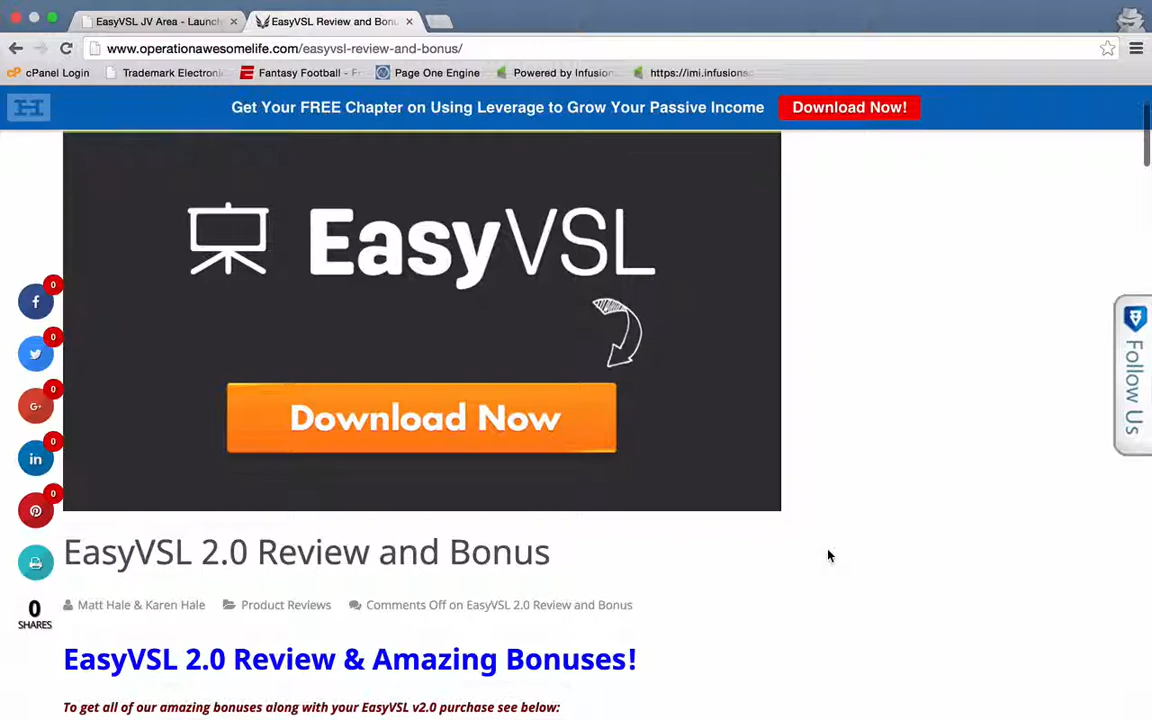 EasyVSL JV Area - Launch
EasyVSL Review and Bonu
www.operationawesomelife.com/easyvsl-review-and-bonus/
cPanel Login
Trademark Electroni
Fantasy Football - Fr
Page One Engine
Powered by Infusion
https://imi.infusions
Get Your FREE Chapter on Using Leverage to Grow Your Passive Income
Download Now!
EasyVSL
Download Now
0
0
0
G+
0
in
0
0
SHARES
Follow Us
EasyVSL 2.0 Review and Bonus
Matt Hale & Karen Hale
Product Reviews
Comments Off on EasyVSL 2.0 Review and Bonus
EasyVSL 2.0 Review & Amazing Bonuses!
To get all of our amazing bonuses along with your EasyVSL v2.0 purchase see below: